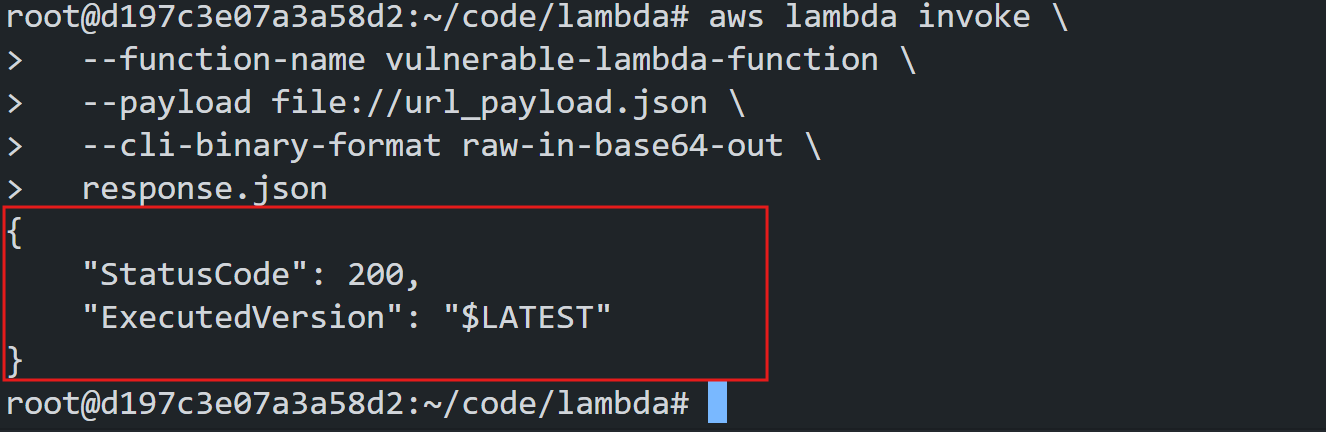 root@d197c3e07a3a58d2:~/code/lambda# aws lambda invoke \
>   --function-name vulnerable-lambda-function \
>   --payload file://url_payload.json \
>   --cli-binary-format raw-in-base64-out \
>   response.json
{
    "StatusCode": 200,
    "ExecutedVersion": "$LATEST"
}
root@d197c3e07a3a58d2:~/code/lambda#